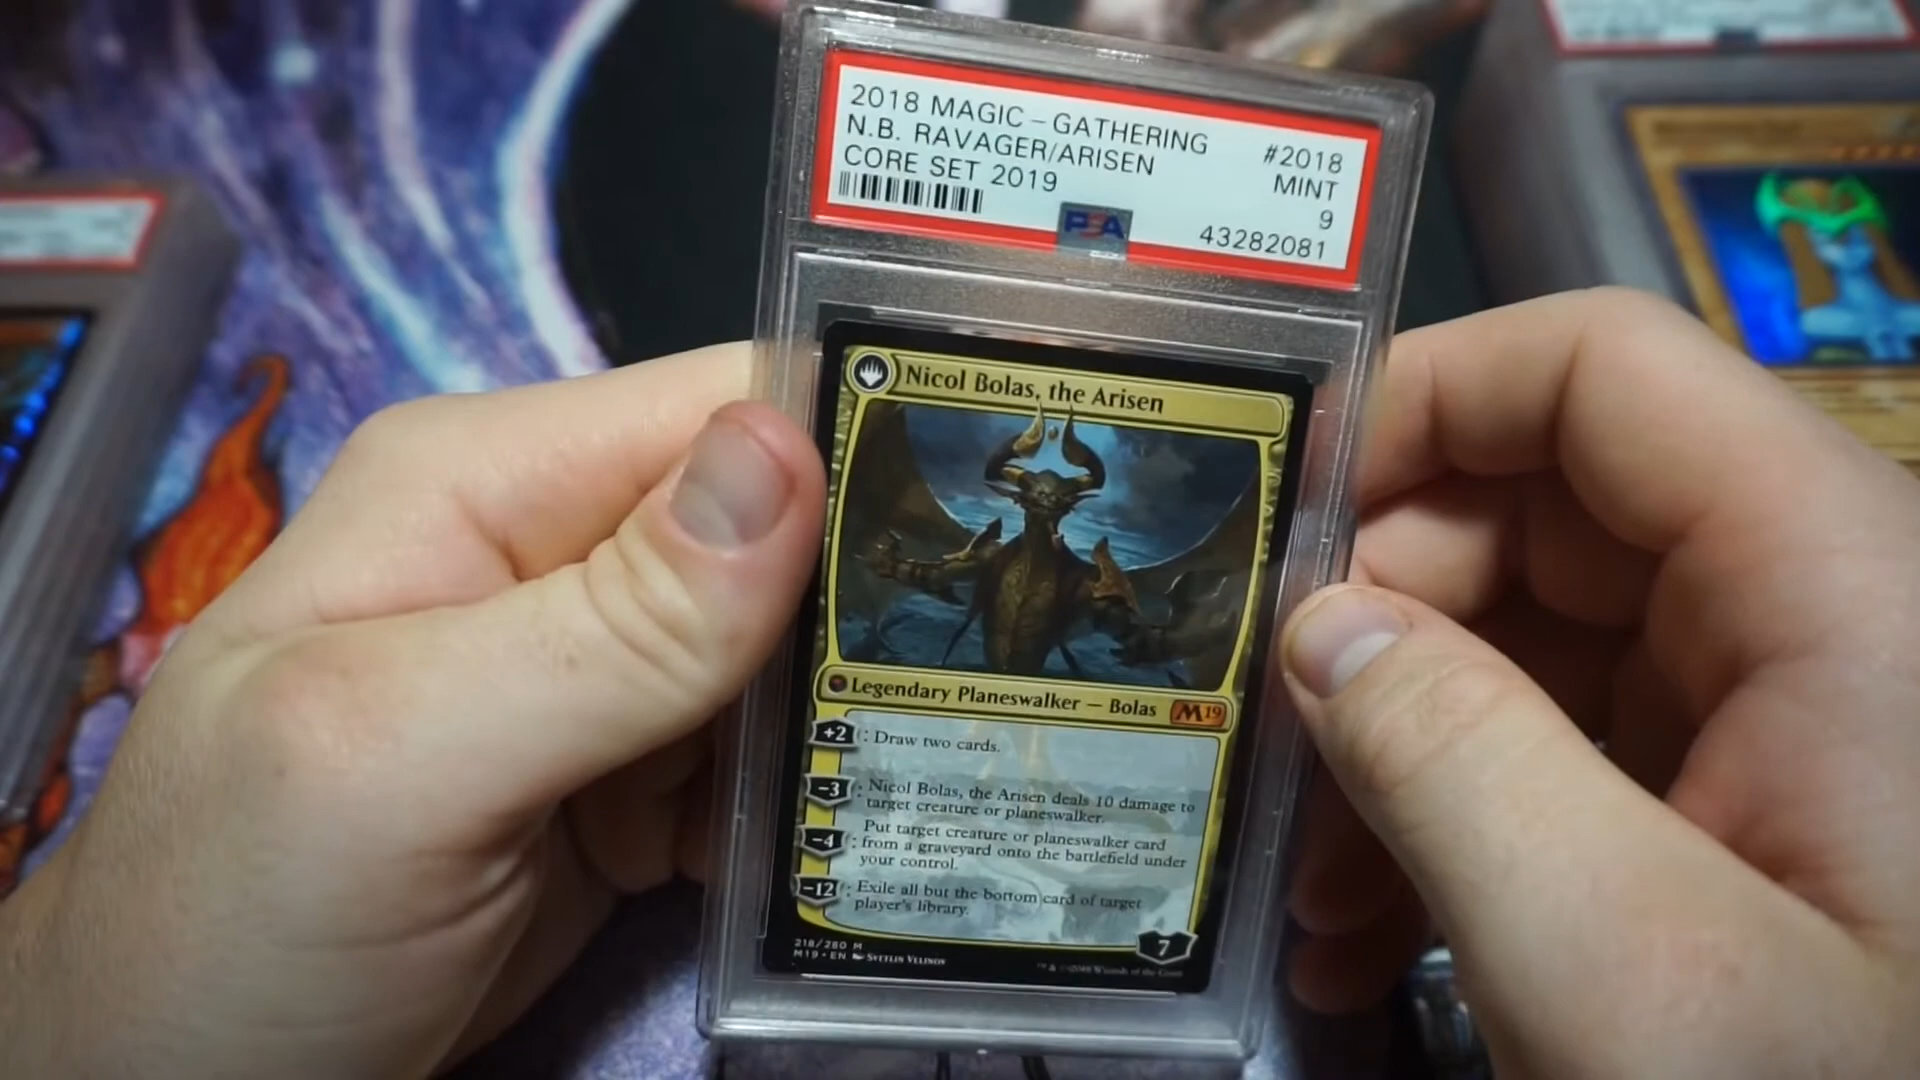 2018 MAGIC - GATHERING
N.B. RAVAGER/ARISEN
CORE SET 2019
#2018
MINT
9
43282081
PSA
Nicol Bolas, the Arisen
Legendary Planeswalker — Bolas
M19
+2: Draw two cards.
-3: Nicol Bolas, the Arisen deals 10 damage to
target creature or planeswalker.
-4: Put target creature or planeswalker card
from a graveyard onto the battlefield under
your control.
-12: Exile all but the bottom card of target
player's library.
7
218/280 M
M19 • EN Svetlin Velinov
™ & © 2018 Wizards of the Coast